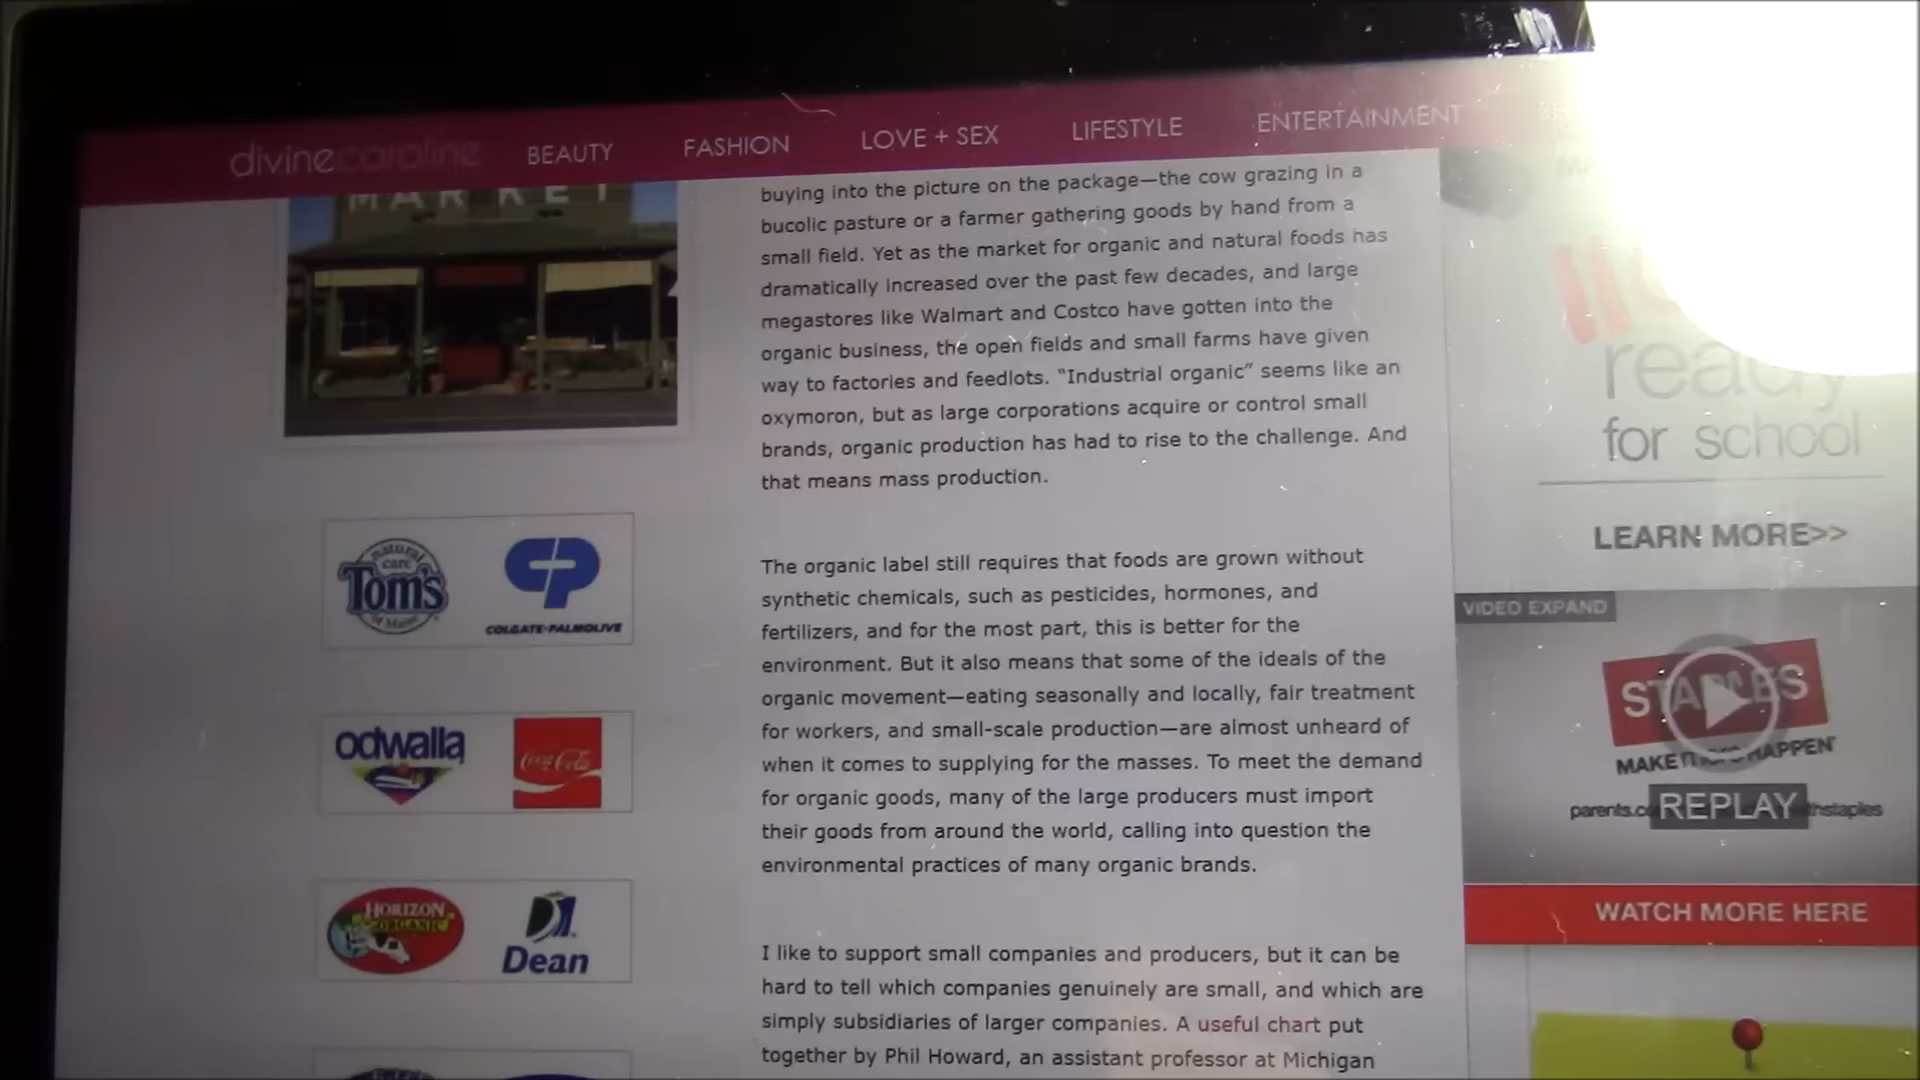 divinecaroline BEAUTY FASHION LOVE + SEX LIFESTYLE ENTERTAINMENT
MARKET
buying into the picture on the package—the cow grazing in a
bucolic pasture or a farmer gathering goods by hand from a
small field. Yet as the market for organic and natural foods has
dramatically increased over the past few decades, and large
megastores like Walmart and Costco have gotten into the
organic business, the open fields and small farms have given
way to factories and feedlots. “Industrial organic” seems like an
oxymoron, but as large corporations acquire or control small
brands, organic production has had to rise to the challenge. And
that means mass production.
natural
care
Tom's
of Maine
COLGATE-PALMOLIVE
odwalla
Coca-Cola
HORIZON
ORGANIC
Dean
The organic label still requires that foods are grown without
synthetic chemicals, such as pesticides, hormones, and
fertilizers, and for the most part, this is better for the
environment. But it also means that some of the ideals of the
organic movement—eating seasonally and locally, fair treatment
for workers, and small-scale production—are almost unheard of
when it comes to supplying for the masses. To meet the demand
for organic goods, many of the large producers must import
their goods from around the world, calling into question the
environmental practices of many organic brands.
I like to support small companies and producers, but it can be
hard to tell which companies genuinely are small, and which are
simply subsidiaries of larger companies. A useful chart put
together by Phil Howard, an assistant professor at Michigan
ready
for school
LEARN MORE>>
VIDEO EXPAND
STAPLES
MAKE MORE HAPPEN
REPLAY
WATCH MORE HERE